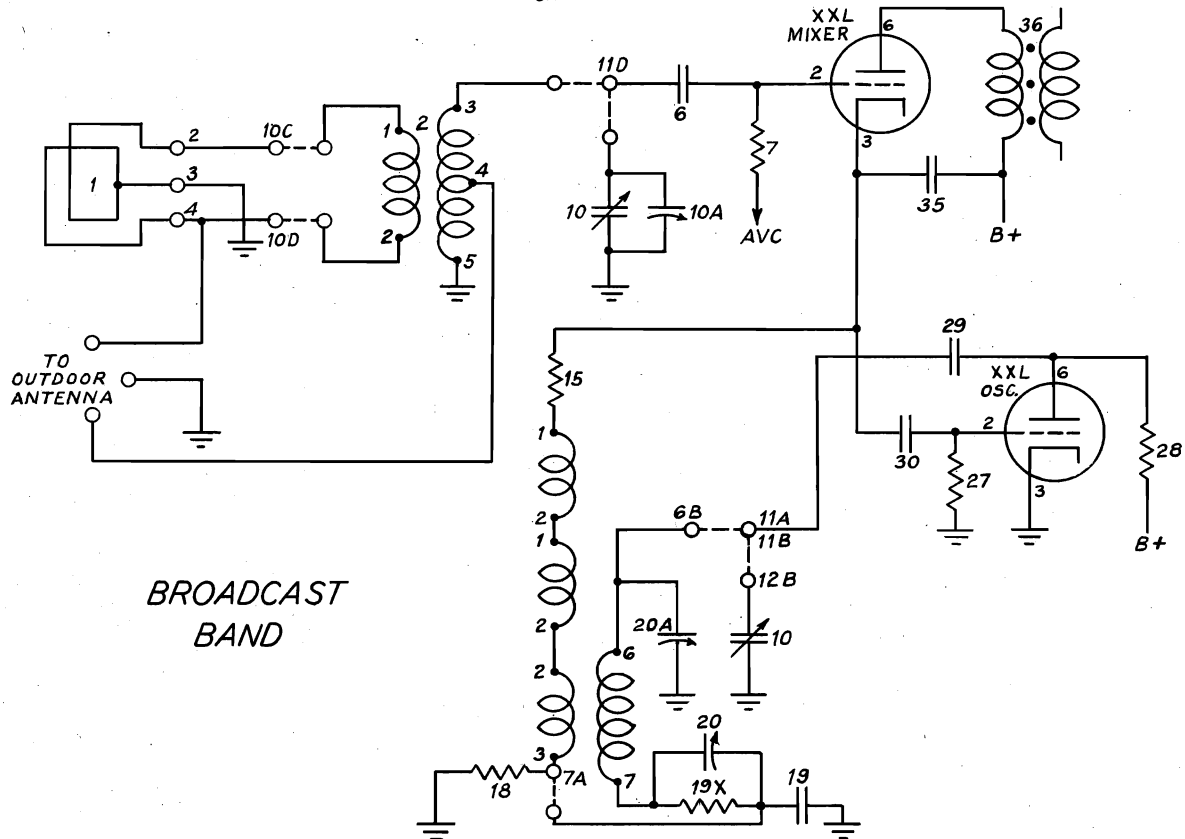 XXL
MIXER
6
36
2
11D
6
7
3
AVC
35
B+
10
10A
1
2
3
4
10C
10D
1
2
2
3
4
5
TO
OUTDOOR
ANTENNA
15
1
2
1
2
2
3
7A
18
29
XXL
OSC.
6
2
3
30
27
28
B+
6B
11A
11B
12B
10
20A
6
7
20
19X
19
BROADCAST
BAND